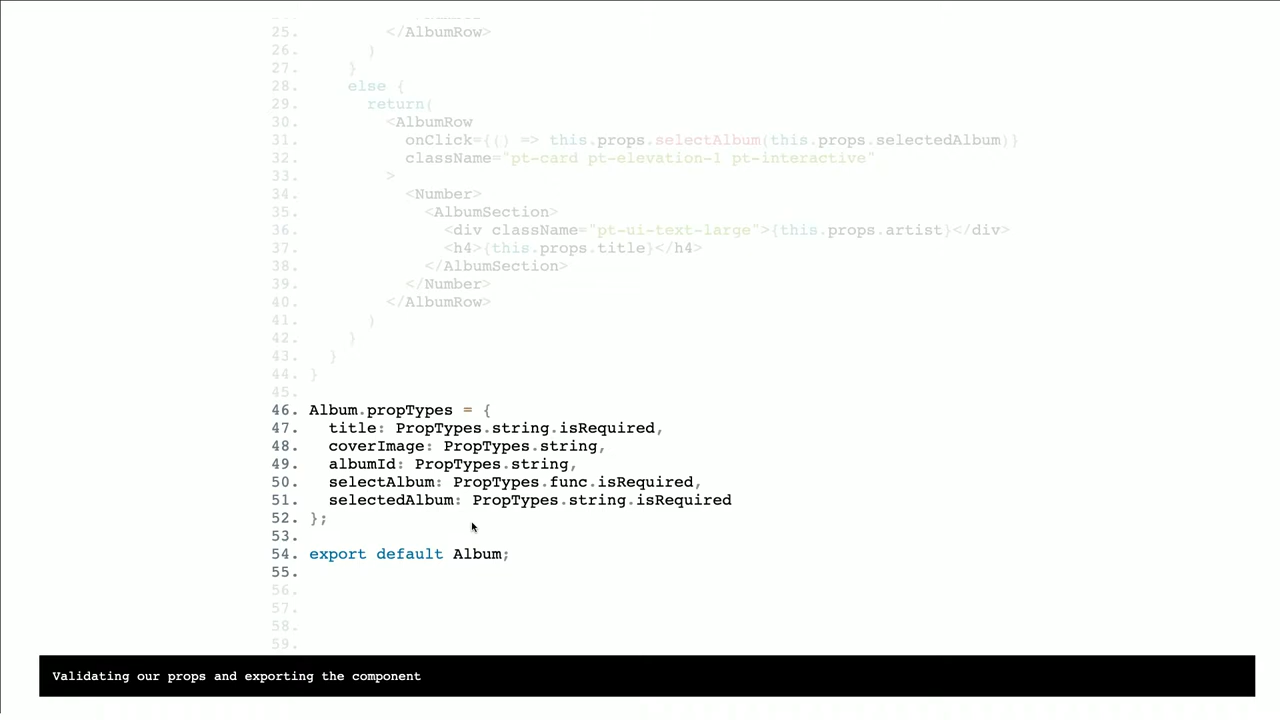 25. </AlbumRow>
26. )
27. }
28. else {
29. return(
30. <AlbumRow
31. onClick={() => this.props.selectAlbum(this.props.selectedAlbum)}
32. className="pt-card pt-elevation-1 pt-interactive"
33. >
34. <Number>
35. <AlbumSection>
36. <div className="pt-ui-text-large">{this.props.artist}</div>
37. <h4>{this.props.title}</h4>
38. </AlbumSection>
39. </Number>
40. </AlbumRow>
41. )
42. }
43. }
44. }
45.
46. Album.propTypes = {
47. title: PropTypes.string.isRequired,
48. coverImage: PropTypes.string,
49. albumId: PropTypes.string,
50. selectAlbum: PropTypes.func.isRequired,
51. selectedAlbum: PropTypes.string.isRequired
52. };
53.
54. export default Album;
55.
56.
57.
58.
59.
Validating our props and exporting the component